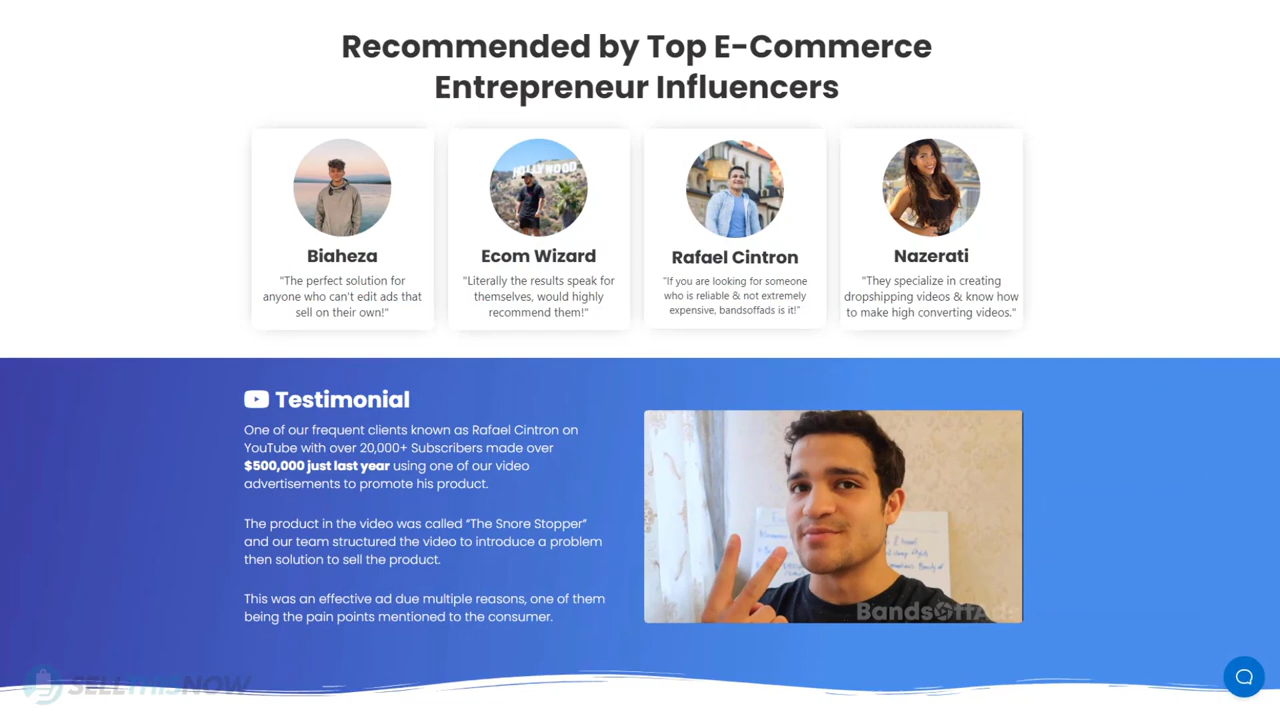 Recommended by Top E-Commerce
Entrepreneur Influencers
HOLLYWOOD
Biaheza
"The perfect solution for
anyone who can't edit ads that
sell on their own!"
Ecom Wizard
"Literally the results speak for
themselves, would highly
recommend them!"
Rafael Cintron
"If you are looking for someone
who is reliable & not extremely
expensive, bandsoffads is it!"
Nazerati
"They specialize in creating
dropshipping videos & know how
to make high converting videos."
Testimonial
One of our frequent clients known as Rafael Cintron on
YouTube with over 20,000+ Subscribers made over
$500,000 just last year using one of our video
advertisements to promote his product.
The product in the video was called “The Snore Stopper”
and our team structured the video to introduce a problem
then solution to sell the product.
This was an effective ad due multiple reasons, one of them
being the pain points mentioned to the consumer.
BandsOffAds
SELLTHISNOW